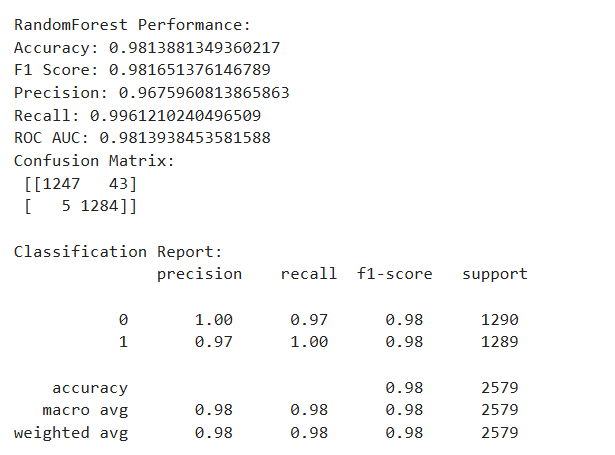 RandomForest Performance:
Accuracy: 0.9813881349360217
F1 Score: 0.981651376146789
Precision: 0.9675960813865863
Recall: 0.9961210240496509
ROC AUC: 0.9813938453581588
Confusion Matrix:
[[1247   43]
[   5 1284]]
Classification Report:
precision    recall  f1-score   support
0       1.00      0.97      0.98      1290
1       0.97      1.00      0.98      1289
accuracy                           0.98      2579
macro avg       0.98      0.98      0.98      2579
weighted avg       0.98      0.98      0.98      2579